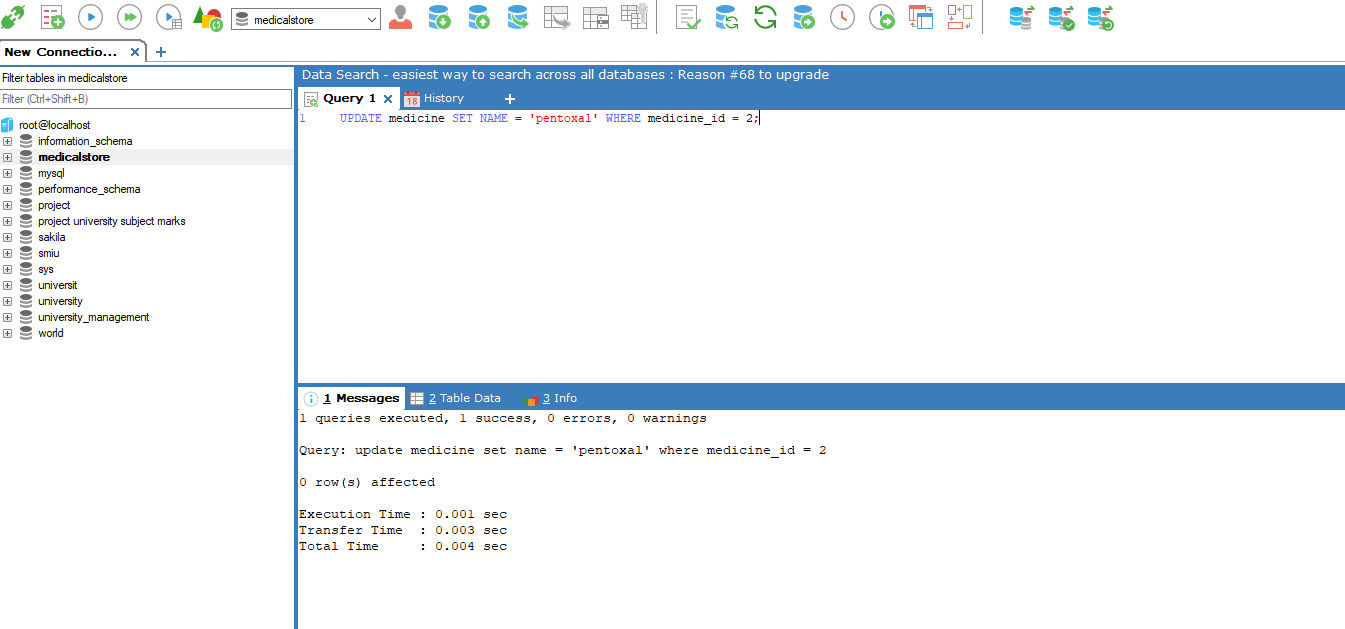 medicalstore
New Connectio...
Filter tables in medicalstore
Filter (Ctrl+Shift+B)
root@localhost
information_schema
medicalstore
mysql
performance_schema
project
project university subject marks
sakila
smiu
sys
universit
university
university_management
world
Data Search - easiest way to search across all databases : Reason #68 to upgrade
Query 1
18 History
1 UPDATE medicine SET NAME = 'pentoxal' WHERE medicine_id = 2;
1 Messages 2 Table Data 3 Info
1 queries executed, 1 success, 0 errors, 0 warnings
Query: update medicine set name = 'pentoxal' where medicine_id = 2
0 row(s) affected
Execution Time : 0.001 sec
Transfer Time : 0.003 sec
Total Time : 0.004 sec